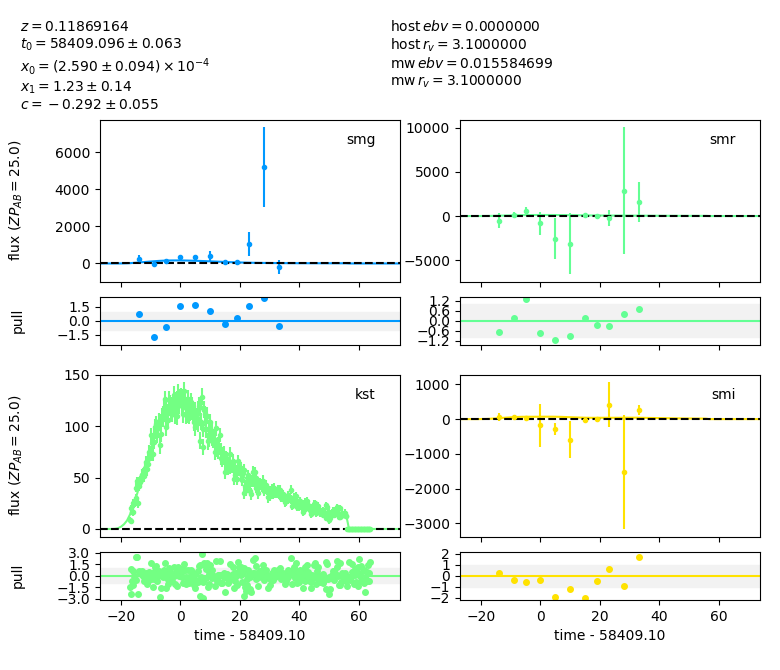 z = 0.11869164
t0 = 58409.096 ± 0.063
x0 = (2.590 ± 0.094) × 10^−4
x1 = 1.23 ± 0.14
c = −0.292 ± 0.055
host ebv = 0.0000000
host rv = 3.1000000
mw ebv = 0.015584699
mw rv = 3.1000000
flux (ZPAB = 25.0)
6000
4000
2000
0
smg
10000
5000
0
−5000
smr
pull
1.5
0.0
−1.5
1.2
0.6
0.0
−0.6
−1.2
flux (ZPAB = 25.0)
150
100
50
0
kst
1000
0
−1000
−2000
−3000
smi
pull
3.0
1.5
0.0
−1.5
−3.0
−20 0 20 40 60
time - 58409.10
2
1
0
−1
−2
−20 0 20 40 60
time - 58409.10